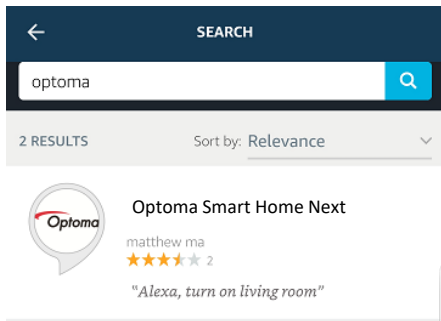 SEARCH
optoma
2 RESULTS Sort by: Relevance
Optoma
Optoma Smart Home Next
matthew ma
2
"Alexa, turn on living room"